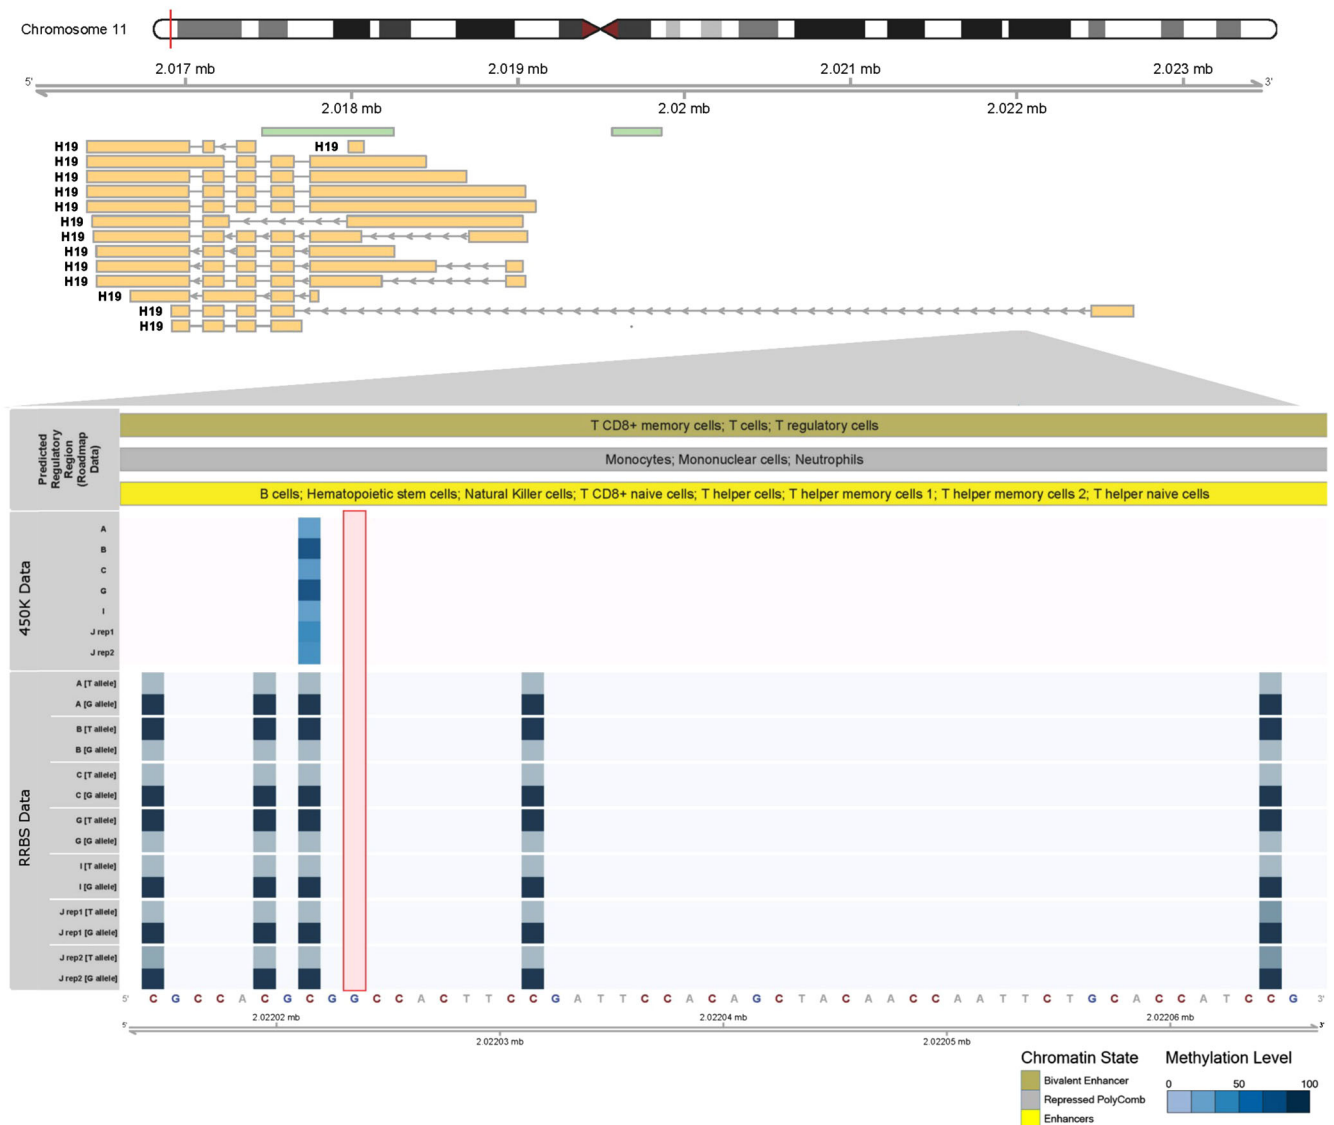 Chromosome 11
2.017 mb 2.019 mb 2.021 mb 2.023 mb
5' 3'
2.018 mb 2.02 mb 2.022 mb
H19 H19
H19
H19
H19
H19
H19
H19
H19
H19
H19
H19
H19
H19
Predicted
Regulatory
Region
(Roadmap
Data)
T CD8+ memory cells; T cells; T regulatory cells
Monocytes; Mononuclear cells; Neutrophils
B cells; Hematopoietic stem cells; Natural Killer cells; T CD8+ naive cells; T helper cells; T helper memory cells 1; T helper memory cells 2; T helper naive cells
450K Data
A
B
C
G
I
J rep1
J rep2
RRBS Data
A [T allele]
A [G allele]
B [T allele]
B [G allele]
C [T allele]
C [G allele]
G [T allele]
G [G allele]
I [T allele]
I [G allele]
J rep1 [T allele]
J rep1 [G allele]
J rep2 [T allele]
J rep2 [G allele]
5' C G C C A C G C G G C C A C T T C C G A T T C C A C A G C T A C A A C C A A T T C T G C A C C A T C C G 3'
2.02202 mb 2.02204 mb 2.02206 mb
5' 3'
2.02203 mb 2.02205 mb
Chromatin State
Bivalent Enhancer
Repressed PolyComb
Enhancers
Methylation Level
0 50 100